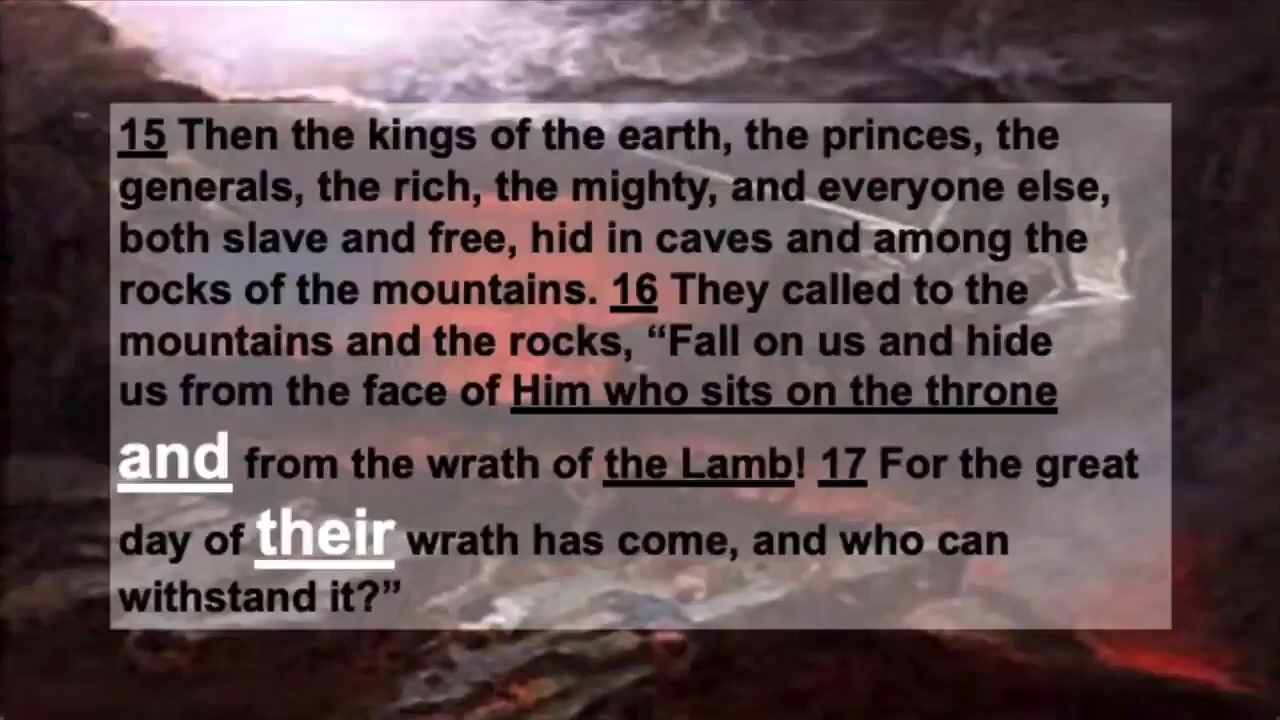 15 Then the kings of the earth, the princes, the
generals, the rich, the mighty, and everyone else,
both slave and free, hid in caves and among the
rocks of the mountains. 16 They called to the
mountains and the rocks, “Fall on us and hide
us from the face of Him who sits on the throne
and from the wrath of the Lamb! 17 For the great
day of their wrath has come, and who can
withstand it?”